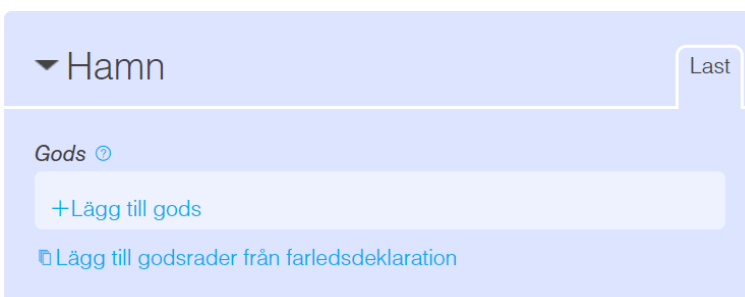 Hamn
Last
Gods
+Lägg till gods
Lägg till godsrader från farledsdeklaration